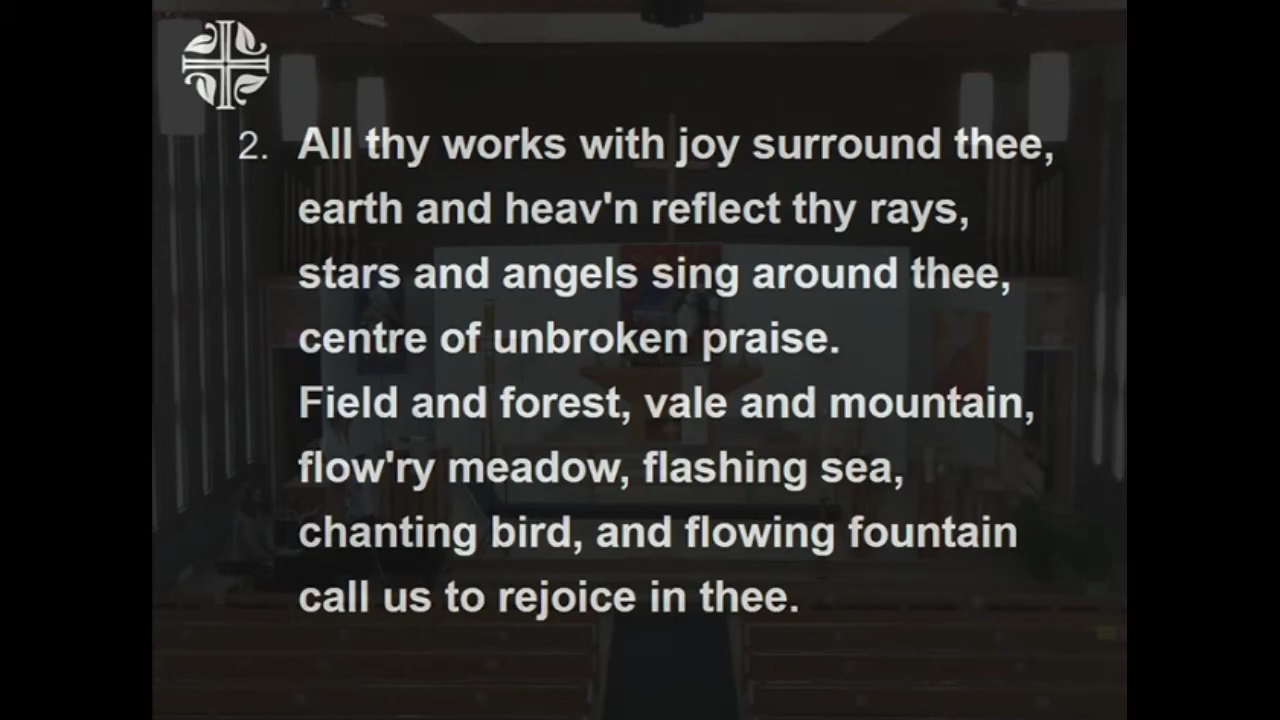 2. All thy works with joy surround thee,
earth and heav'n reflect thy rays,
stars and angels sing around thee,
centre of unbroken praise.
Field and forest, vale and mountain,
flow'ry meadow, flashing sea,
chanting bird, and flowing fountain
call us to rejoice in thee.